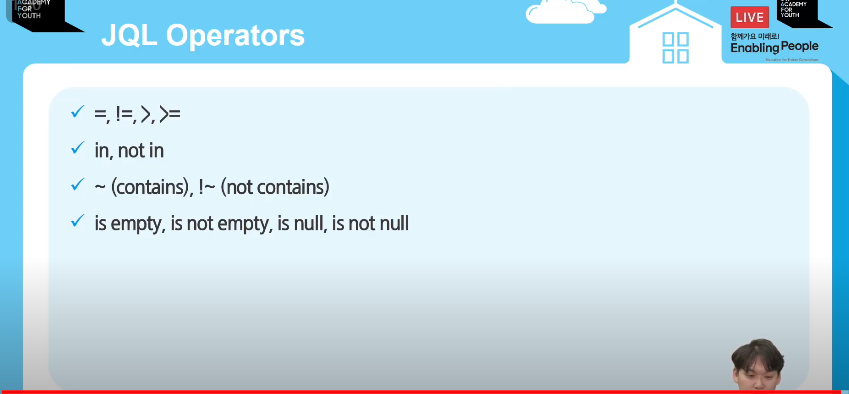 ACADEMY
FOR
YOUTH
JQL Operators
LIVE
함께가요 미래로!
Enabling People
ACADEMY
FOR
YOUTH
=, !=, >, >=
in, not in
~ (contains), !~ (not contains)
is empty, is not empty, is null, is not null